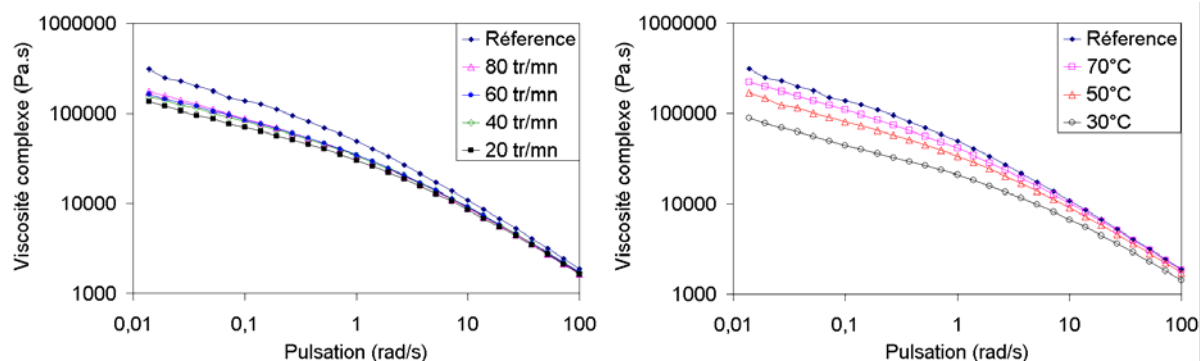 1000000
100000
10000
1000
Viscosité complexe (Pa.s)
Réference
80 tr/mn
60 tr/mn
40 tr/mn
20 tr/mn
0,01 0,1 1 10 100
Pulsation (rad/s)
1000000
100000
10000
1000
Viscosité complexe (Pa.s)
Réference
70°C
50°C
30°C
0,01 0,1 1 10 100
Pulsation (rad/s)